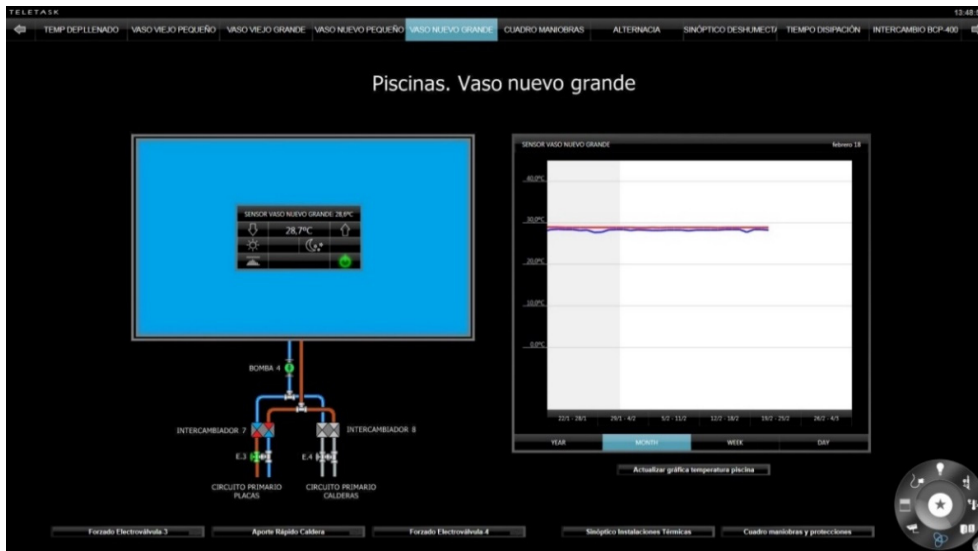 TELETASK
TEMP DEP.LLENADO VASO VIEJO PEQUEÑO VASO VIEJO GRANDE VASO NUEVO PEQUEÑO VASO NUEVO GRANDE CUADRO MANIOBRAS ALTERNACIA SINÓPTICO DESHUMECT TIEMPO DISIPACIÓN INTERCAMBIO BCP-400
Piscinas. Vaso nuevo grande
SENSOR VASO NUEVO GRANDE febrero 18
40,0ºC
SENSOR VASO NUEVO GRANDE: 28,6ºC
30,0ºC
28,7ºC
20,0ºC
10,0ºC
0,0ºC
BOMBA 4
22/1 - 28/1 29/1 - 4/2 5/2 - 11/2 12/2 - 18/2 19/2 - 25/2 26/2 - 4/3
INTERCAMBIADOR 7 INTERCAMBIADOR 8
YEAR MONTH WEEK DAY
E.3 E.4
Actualizar gráfica temperatura piscina
CIRCUITO PRIMARIO PLACAS
CIRCUITO PRIMARIO CALDERAS
Forzado Electroválvula.3 Aporte Rápido Caldera Forzado Electroválvula.4 Sinóptico Instalaciones Térmicas Cuadro maniobras y protecciones